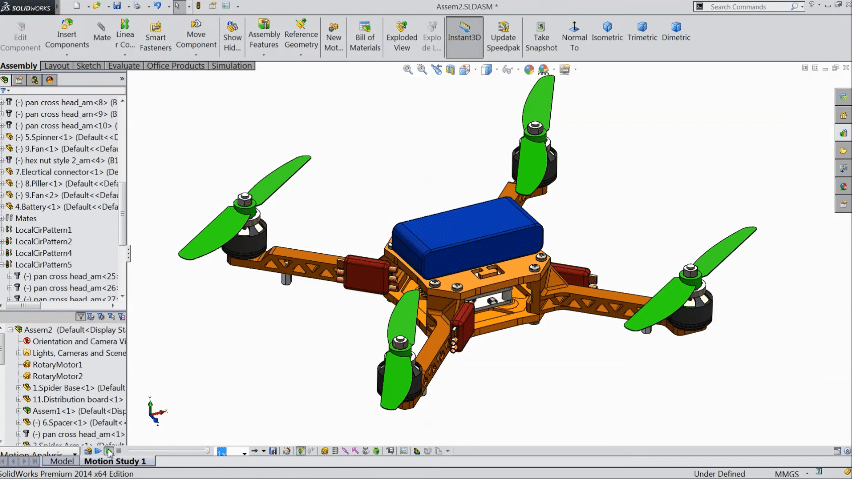 SOLIDWORKS
Assem2.SLDASM *
Search Commands
Edit Component
Insert Components
Mate
Linea r Co...
Smart Fasteners
Move Component
Show Hid...
Assembly Features
Reference Geometry
New Mot...
Bill of Materials
Exploded View
Explo de L...
Instant3D
Update Speedpak
Take Snapshot
Normal To
Isometric
Trimetric
Dimetric
Assembly Layout Sketch Evaluate Office Products Simulation
(-) pan cross head_am<8> (B
(-) pan cross head_am<9> (B
(-) pan cross head_am<10> (
(-) 5.Spinner<1> (Default<<D
(-) 9.Fan<1> (Default<<Defa
(-) hex nut style 2_am<4> (B1
7.Elecrtical connector<1> (De
(-) 8.Piller<1> (Default<<Def
(-) 9.Fan<2> (Default<<Defa
4.Battery<1> (Default<<Defa
Mates
LocalCirPattern1
LocalCirPattern2
LocalCirPattern4
LocalCirPattern5
(-) pan cross head_am<25:
(-) pan cross head_am<26:
(-) pan cross head_am<27:
Assem2 (Default<Display Sta
Orientation and Camera Vi
Lights, Cameras and Scene
RotaryMotor1
RotaryMotor2
1.Spider Base<1> (Default<
11.Distribution board<1> (
Assem1<1> (Default<Disp
(-) 6.Spacer<1> (Default<<
(-) pan cross head_am<1>
Motion Analysis
Model Motion Study 1
SolidWorks Premium 2014 x64 Edition
Under Defined
MMGS